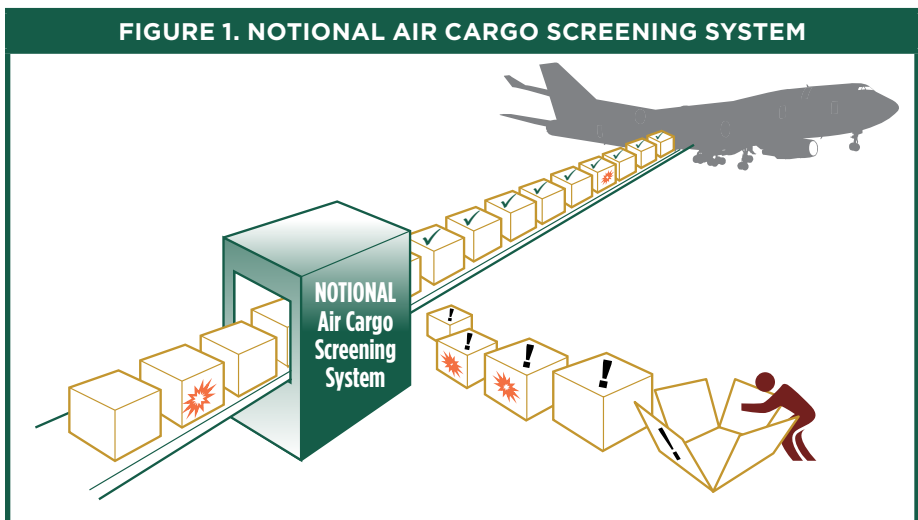 FIGURE 1. NOTIONAL AIR CARGO SCREENING SYSTEM
NOTIONAL
Air Cargo
Screening
System
!
!
!
!
!